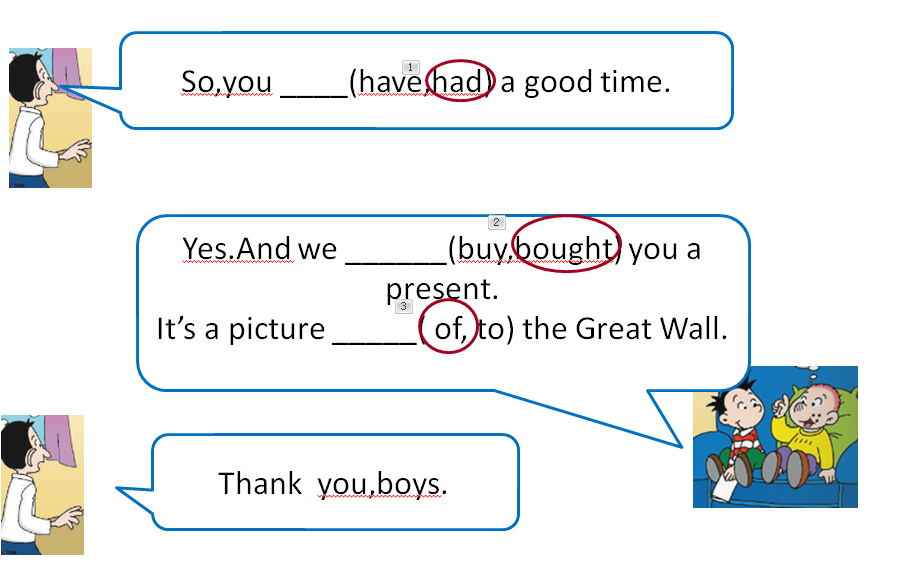 1
So,you ____(have,had) a good time.
2
Yes.And we ______(buy,bought) you a
present.
3
It's a picture _____( of, to) the Great Wall.
Thank  you,boys.